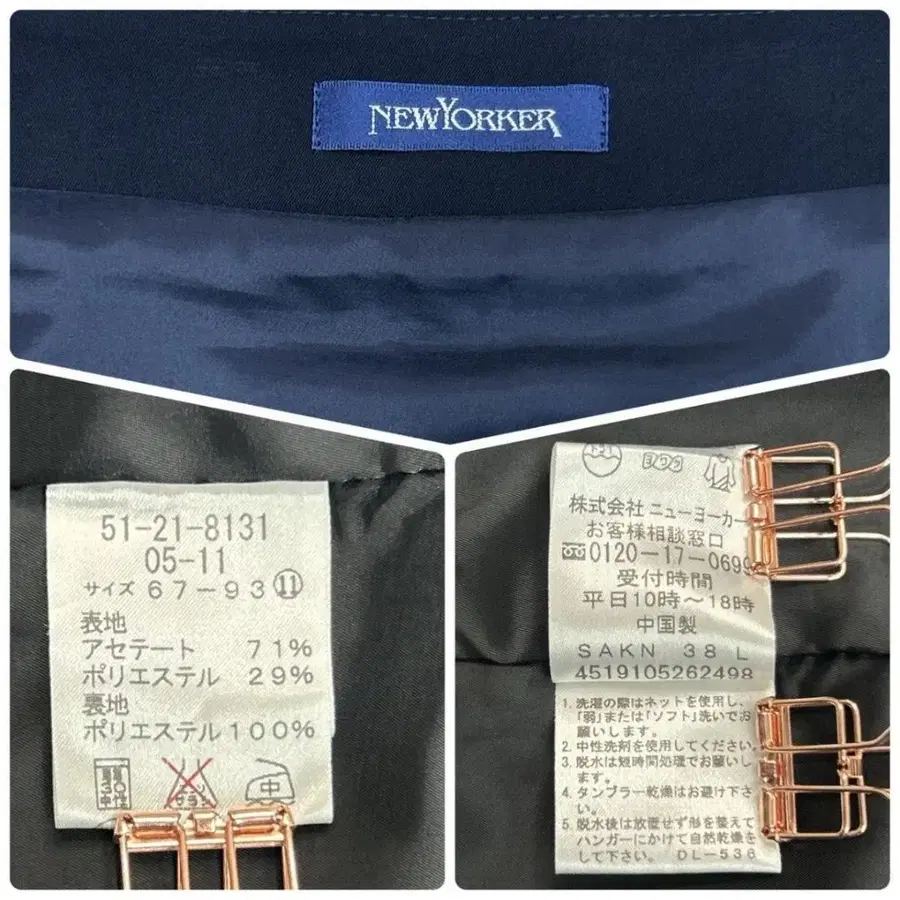 NEWYORKER
51-21-8131
05-11
サイズ 67-93 ⑪
表地
アセテート 71%
ポリエステル 29%
裏地
ポリエステル100%
中
株式会社 ニューヨーカー
お客様相談窓口
0120-17-0699
受付時間
平日10時〜18時
中国製
SAKN 38 L
4519105262498
1. 洗濯の際はネットを使用し、
「弱」または「ソフト」洗いでお
願いします。
2. 中性洗剤を使用してください。
3. 脱水は短時間処理でお願いし
ます。
4. タンブラー乾燥はお避け下さ
い。
5. 脱水後は放置せず形を整えて
ハンガーにかけて自然乾燥を
して下さい。 DL-536